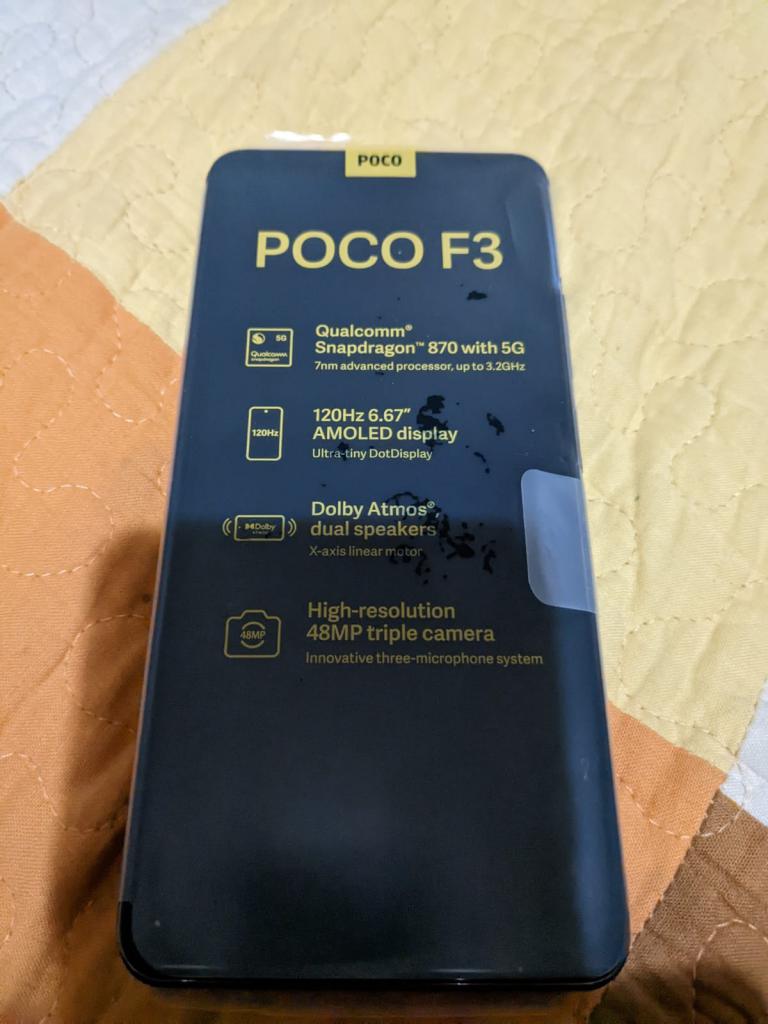 POCO
POCO F3
5G
Qualcomm
snapdragon
Qualcomm®
Snapdragon™ 870 with 5G
7nm advanced processor, up to 3.2GHz
120Hz
120Hz 6.67″
AMOLED display
Ultra-tiny DotDisplay
Dolby
ATMOS
Dolby Atmos®,
dual speakers
X-axis linear motor
48MP
High-resolution
48MP triple camera
Innovative three-microphone system